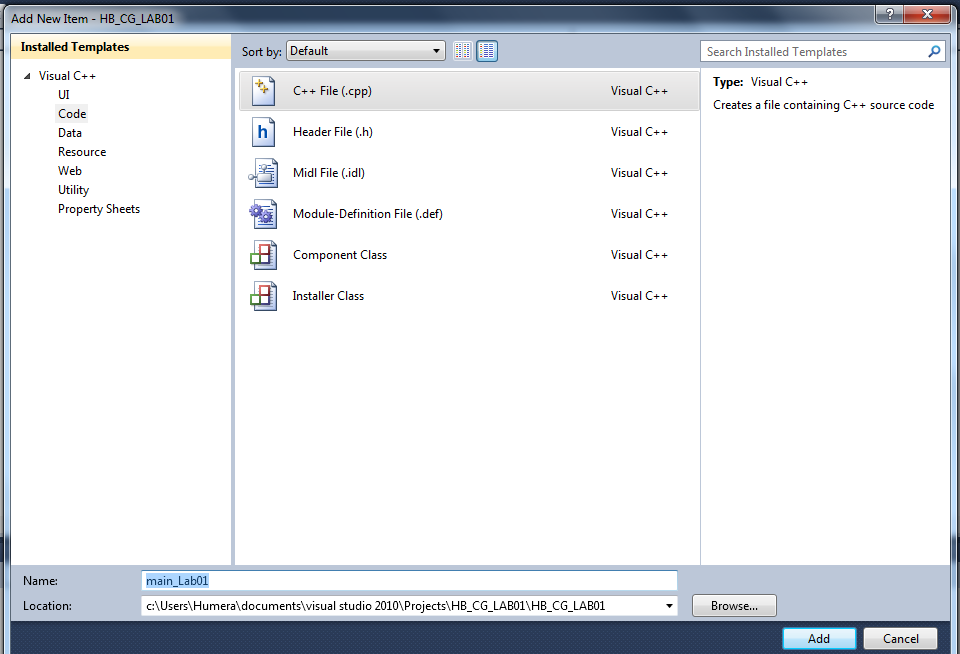 Add New Item - HB_CG_LAB01
?
Installed Templates
Sort by: Default
Search Installed Templates
Visual C++
UI
Code
Data
Resource
Web
Utility
Property Sheets
C++ File (.cpp) Visual C++
Header File (.h) Visual C++
Midl File (.idl) Visual C++
Module-Definition File (.def) Visual C++
Component Class Visual C++
Installer Class Visual C++
Type: Visual C++
Creates a file containing C++ source code
Name: main_Lab01
Location: c:\Users\Humera\documents\visual studio 2010\Projects\HB_CG_LAB01\HB_CG_LAB01 Browse...
Add Cancel